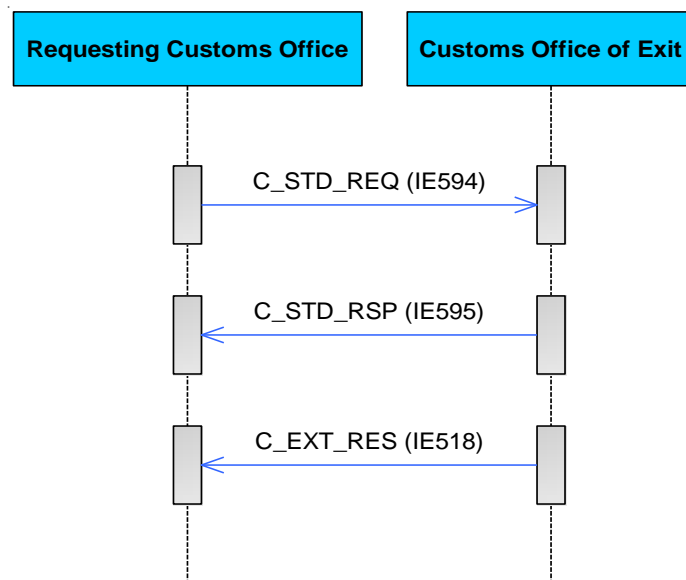 Requesting Customs Office
Customs Office of Exit
C_STD_REQ (IE594)
C_STD_RSP (IE595)
C_EXT_RES (IE518)